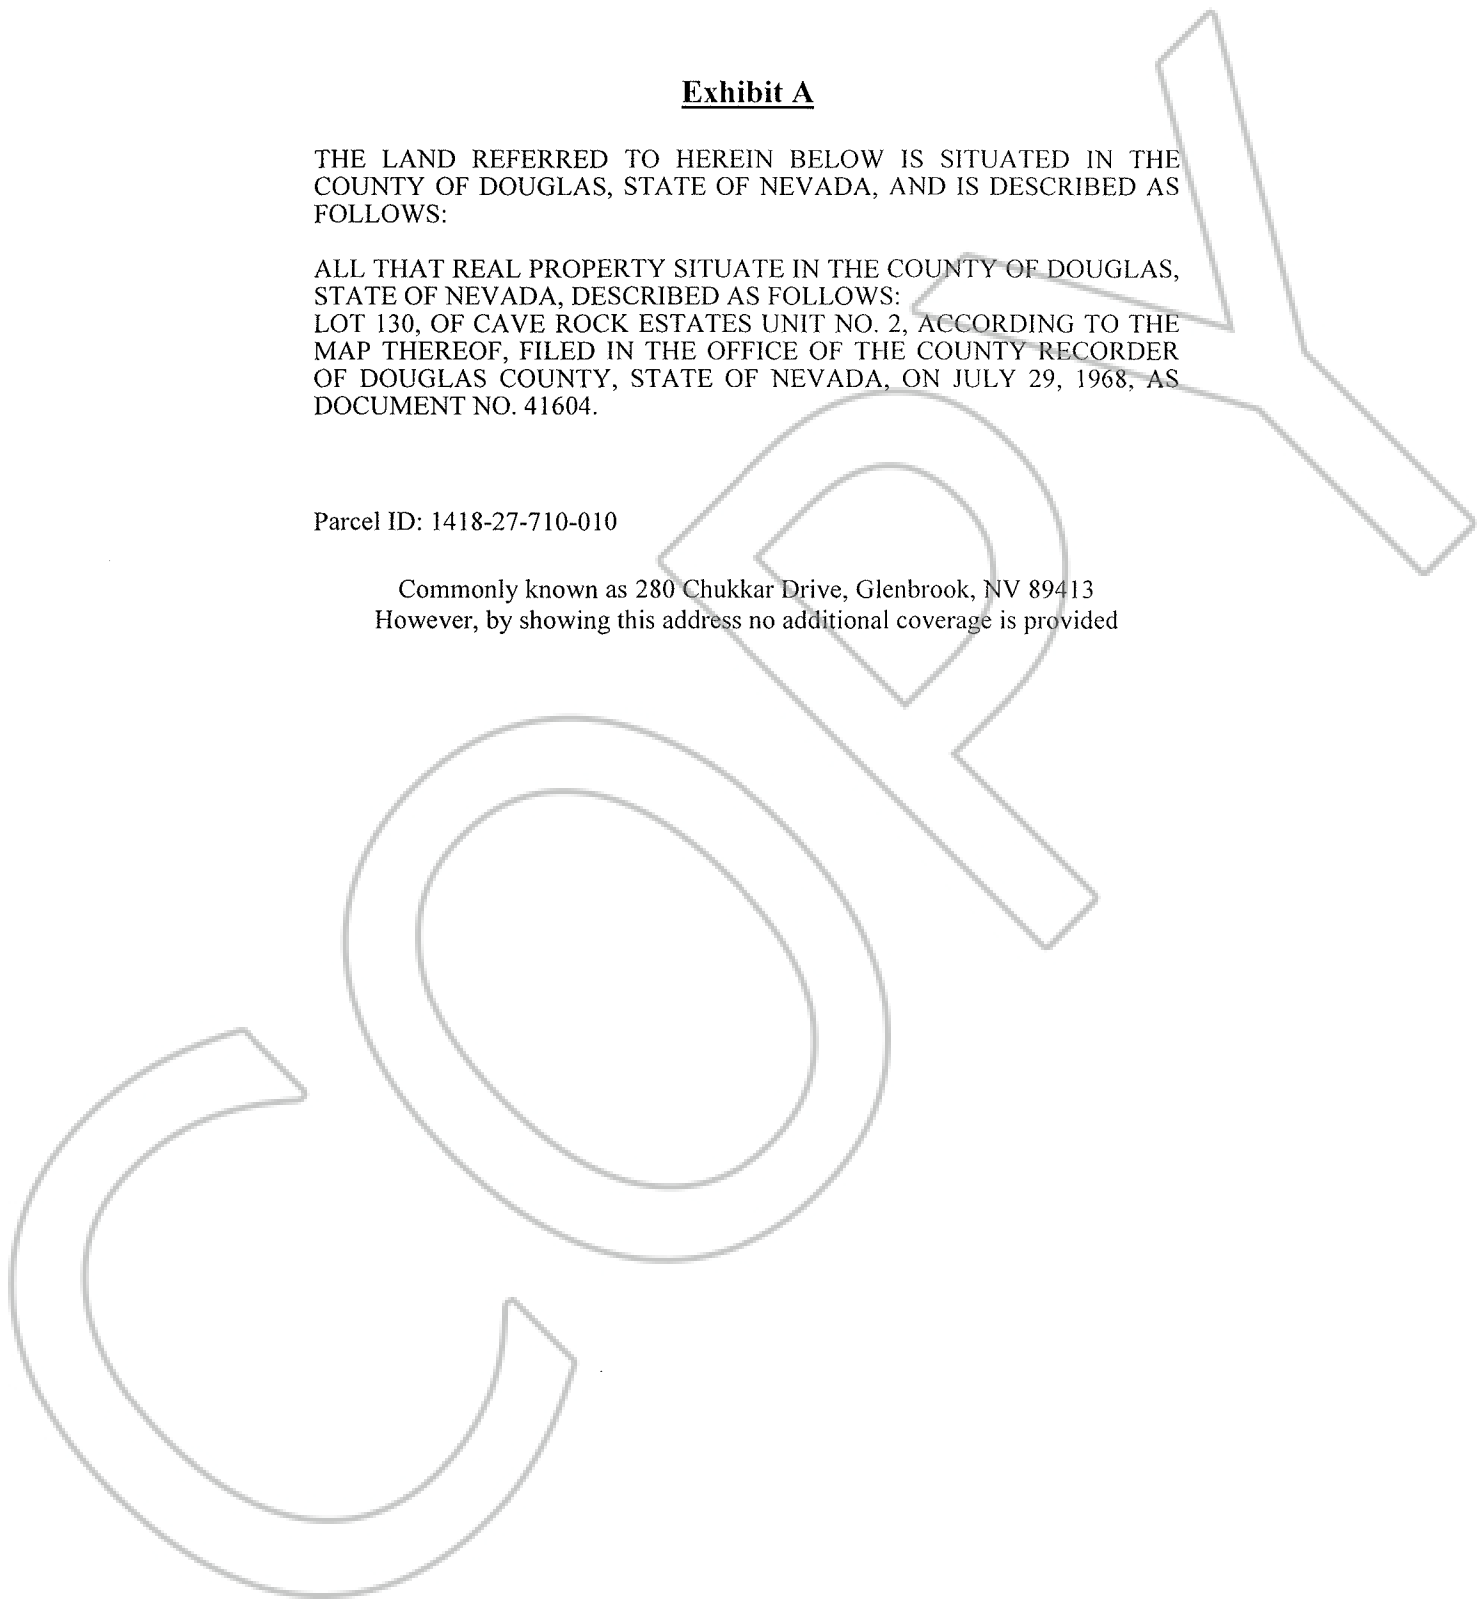 Exhibit A
THE LAND REFERRED TO HEREIN BELOW IS SITUATED IN THE
COUNTY OF DOUGLAS, STATE OF NEVADA, AND IS DESCRIBED AS
FOLLOWS:
ALL THAT REAL PROPERTY SITUATE IN THE COUNTY OF DOUGLAS,
STATE OF NEVADA, DESCRIBED AS FOLLOWS:
LOT 130, OF CAVE ROCK ESTATES UNIT NO. 2, ACCORDING TO THE
MAP THEREOF, FILED IN THE OFFICE OF THE COUNTY RECORDER
OF DOUGLAS COUNTY, STATE OF NEVADA, ON JULY 29, 1968, AS
DOCUMENT NO. 41604.
Parcel ID: 1418-27-710-010
Commonly known as 280 Chukkar Drive, Glenbrook, NV 89413
However, by showing this address no additional coverage is provided
COPY